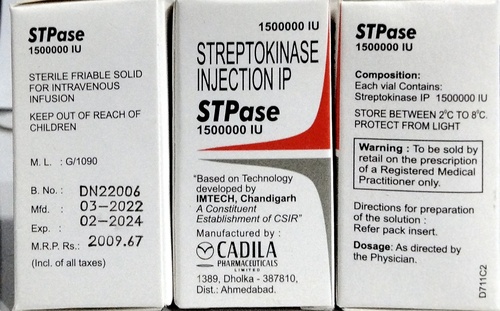 STPase
1500000 IU
STERILE FRIABLE SOLID
FOR INTRAVENOUS
INFUSION
KEEP OUT OF REACH OF
CHILDREN
M. L. : G/1090
B. No. : DN22006
Mfd. 03-2022
Exp. : 02-2024
M.R.P. Rs.: 2009.67
(Incl. of all taxes)
1500000 IU
STREPTOKINASE
INJECTION IP
STPase
1500000 IU
"Based on Technology
developed by
IMTECH, Chandigarh
A Constituent
Establishment of CSIR"
Manufactured by :
CADILA
PHARMACEUTICALS
LIMITED
1389, Dholka - 387810,
Dist.: Ahmedabad.
STPase
1500000 IU
Composition:
Each vial Contains:
Streptokinase IP 1500000 IU
STORE BETWEEN 2°C TO 8°C.
PROTECT FROM LIGHT
Warning : To be sold by
retail on the prescription
of a Registered Medical
Practitioner only.
Directions for preparation
of the solution :
Refer pack insert.
Dosage: As directed by
the Physician.
D711C2